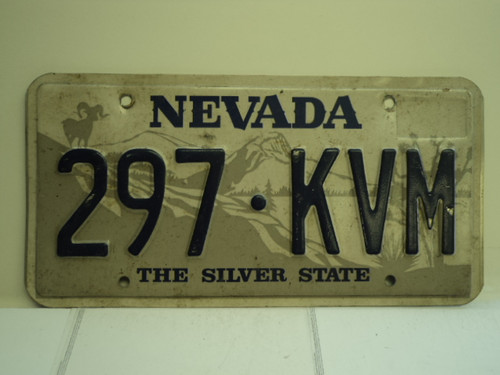 NEVADA
297·KVM
THE SILVER STATE